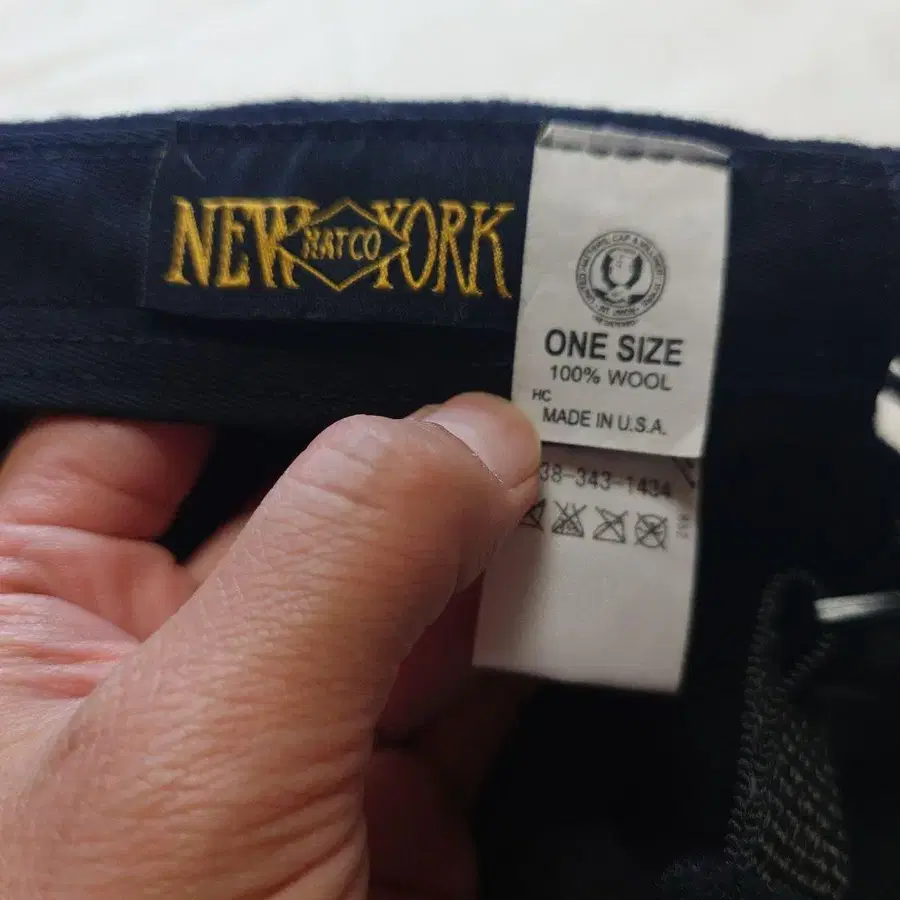 NEW YORK
HAT CO
ONE SIZE
100% WOOL
HC
MADE IN U.S.A.
38-343-1434